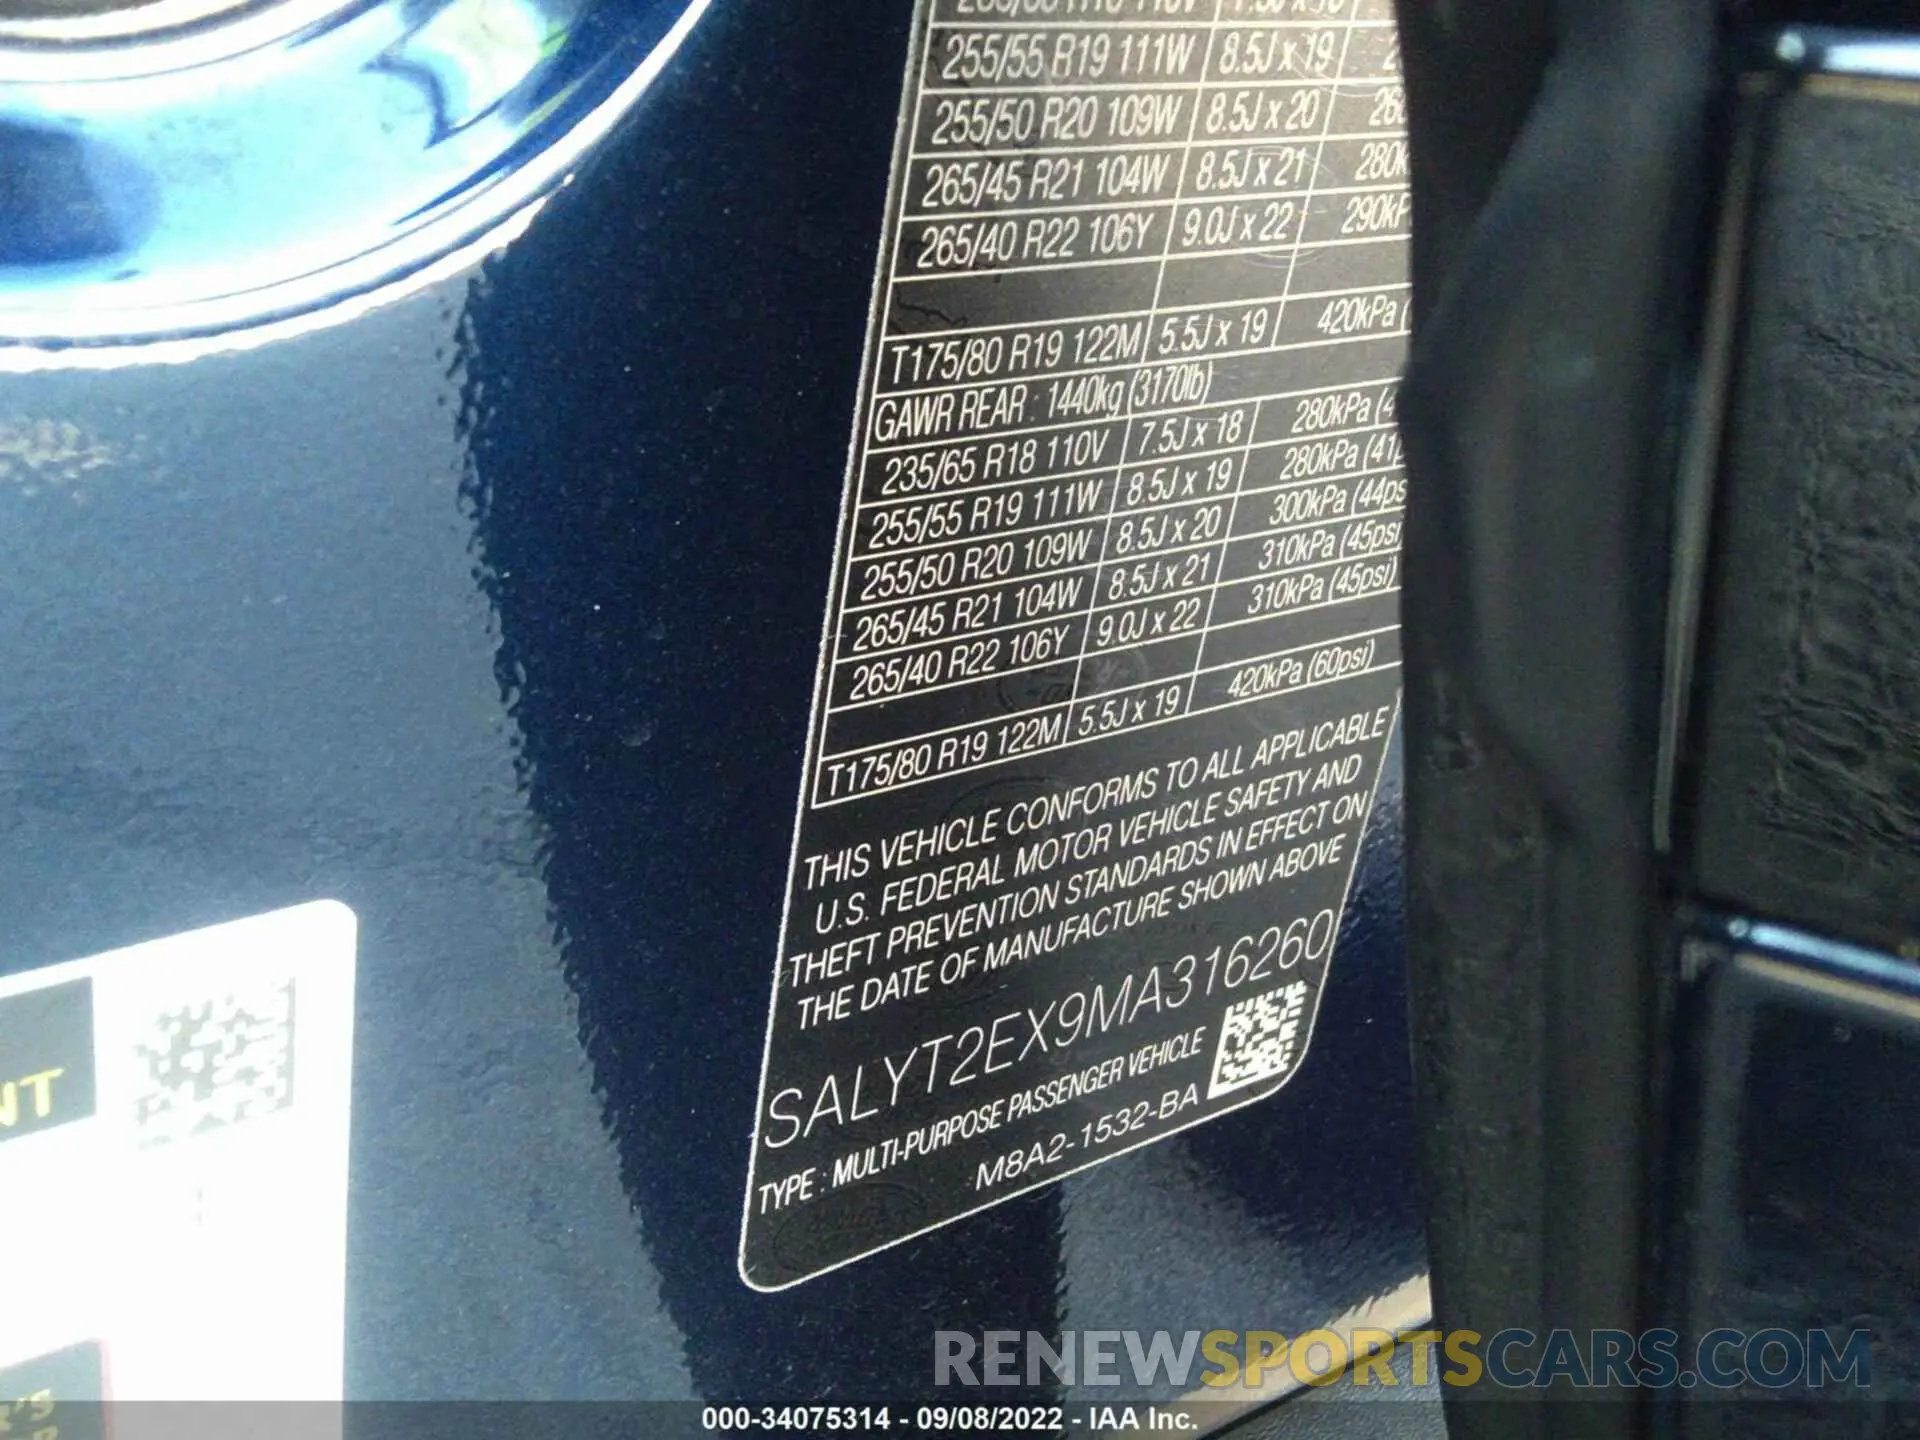 255/55 R19 111W 8.5J x 19
255/50 R20 109W 8.5J x 20
265/45 R21 104W 8.5J x 21 280k
265/40 R22 106Y 9.0J x 22 290kP
T175/80 R19 122M 5.5J x 19 420kPa (
GAWR REAR : 1440kg (3170lb)
235/65 R18 110V 7.5J x 18 280kPa (4
255/55 R19 111W 8.5J x 19 280kPa (41p
255/50 R20 109W 8.5J x 20 300kPa (44ps
265/45 R21 104W 8.5J x 21 310kPa (45psi
265/40 R22 106Y 9.0J x 22 310kPa (45psi)
T175/80 R19 122M 5.5J x 19 420kPa (60psi)
THIS VEHICLE CONFORMS TO ALL APPLICABLE
U.S. FEDERAL MOTOR VEHICLE SAFETY AND
THEFT PREVENTION STANDARDS IN EFFECT ON
THE DATE OF MANUFACTURE SHOWN ABOVE
SALYT2EX9MA316260
TYPE : MULTI-PURPOSE PASSENGER VEHICLE
M8A2-1532-BA
NT
RENEWSPORTSCARS.COM
000-34075314 - 09/08/2022 - IAA Inc.